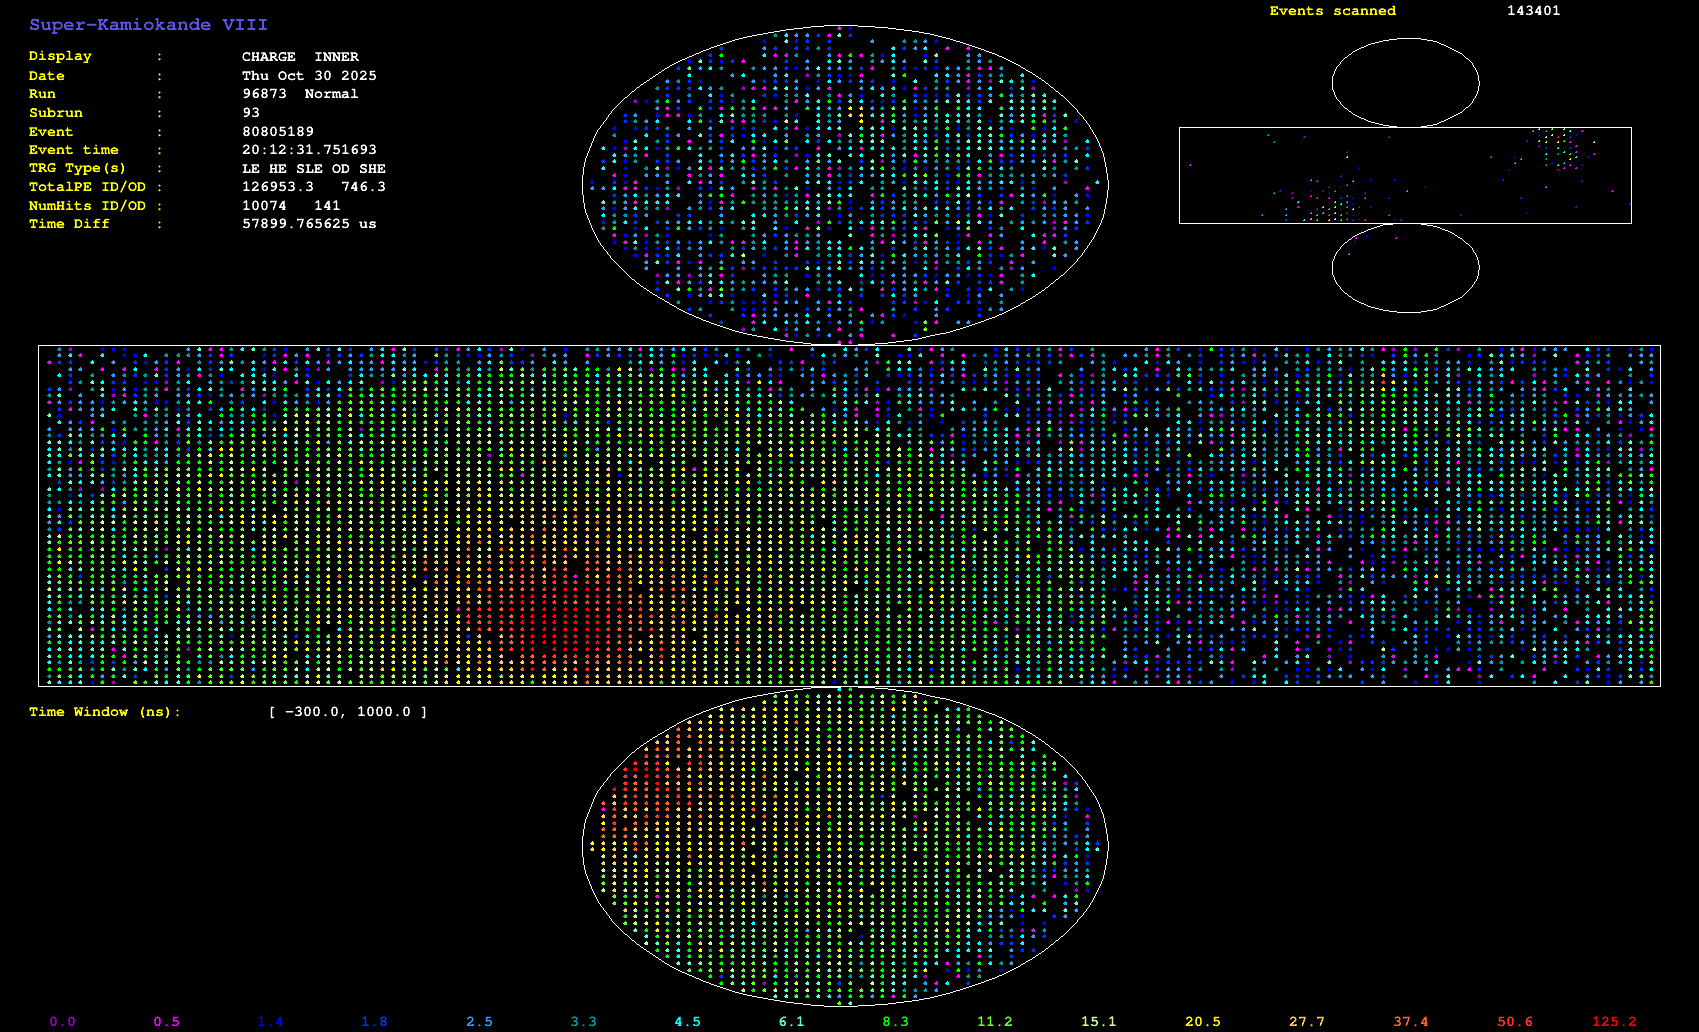 Super-Kamiokande VIII
Display : CHARGE INNER
Date : Thu Oct 30 2025
Run : 96873 Normal
Subrun : 93
Event : 80805189
Event time : 20:12:31.751693
TRG Type(s) : LE HE SLE OD SHE
TotalPE ID/OD : 126953.3 746.3
NumHits ID/OD : 10074 141
Time Diff : 57899.765625 us
Events scanned 143401
Time Window (ns): [ -300.0, 1000.0 ]
0.0 0.5 1.4 1.8 2.5 3.3 4.5 6.1 8.3 11.2 15.1 20.5 27.7 37.4 50.6 125.2